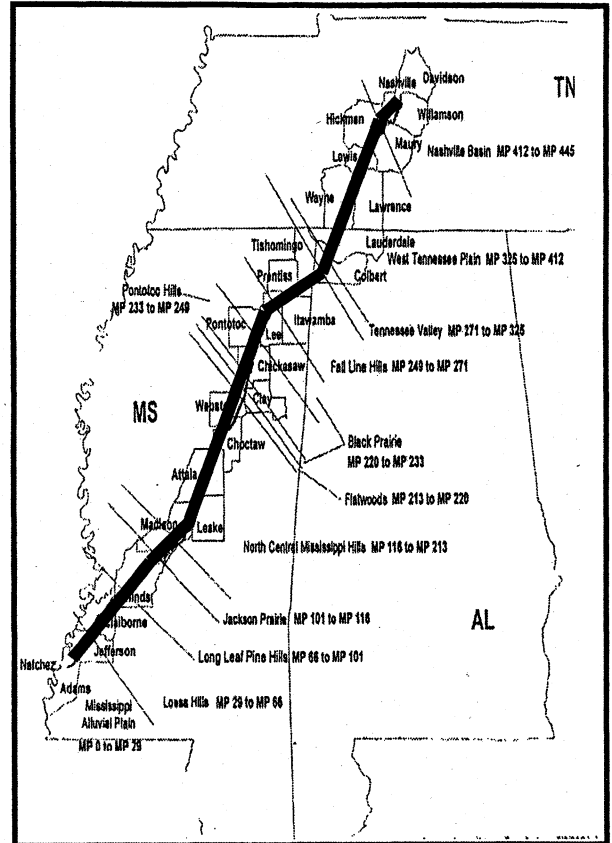 Nashville
Davidson
TN
Hickman
Willamson
Maury
Nashville Basin MP 412 to MP 445
Lewis
Wayne
Lawrence
Tishomingo
Lauderdale
West Tennessee Plain MP 325 to MP 412
Prentiss
Colbert
Pontotoc Hills
MP 233 to MP 249
Itawamba
Tennessee Valley MP 271 to MP 325
Pontotoc
Lee
Fall Line Hills MP 249 to MP 271
Chickasaw
MS
Webst
Clay
Choctaw
Black Prairie
MP 220 to MP 233
Attala
Flatwoods MP 213 to MP 220
Madison
Leake
North Central Mississippi Hills MP 116 to MP 213
inds
Jackson Prairie MP 101 to MP 116
AL
Claiborne
Jefferson
Long Leaf Pine Hills MP 66 to MP 101
Natchez
Adams
Loess Hills MP 29 to MP 66
Mississippi
Alluvial Plain
MP 0 to MP 29